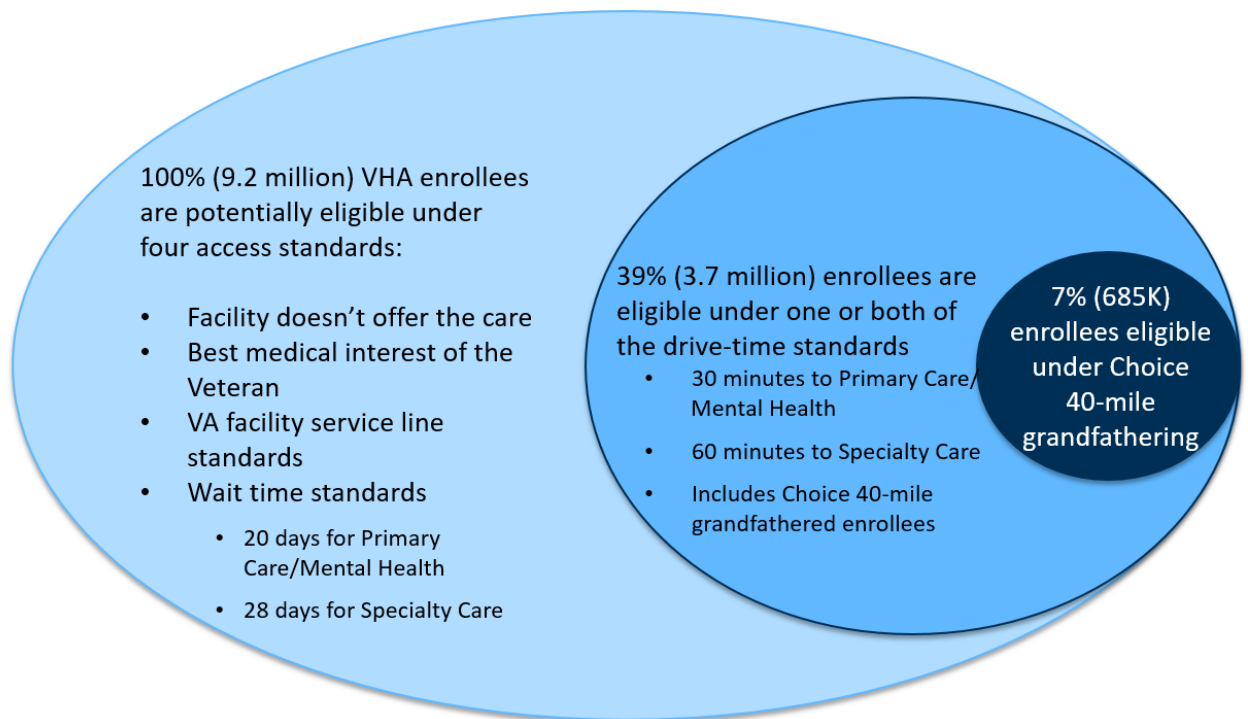 100% (9.2 million) VHA enrollees
are potentially eligible under
four access standards:
• Facility doesn’t offer the care
• Best medical interest of the
Veteran
• VA facility service line
standards
• Wait time standards
• 20 days for Primary
Care/Mental Health
• 28 days for Specialty Care
39% (3.7 million) enrollees are
eligible under one or both of
the drive-time standards
• 30 minutes to Primary Care/
Mental Health
• 60 minutes to Specialty Care
• Includes Choice 40-mile
grandfathered enrollees
7% (685K)
enrollees eligible
under Choice
40-mile
grandfathering